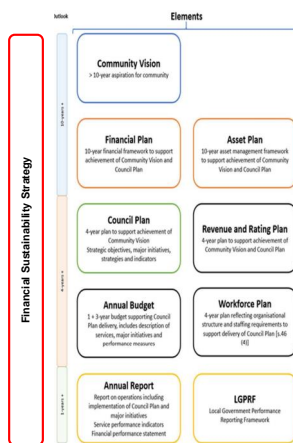 Outlook
Elements
Financial Sustainability Strategy
10-years +
Community Vision
> 10-year aspiration for community
Financial Plan
10-year financial framework to support
achievement of Community Vision and
Council Plan
Asset Plan
10-year asset management framework
to support achievement of Community
Vision and Council Plan
4-years +
Council Plan
4-year plan to support achievement of
Community Vision
Strategic objectives, major initiatives,
strategies and indicators
Revenue and Rating Plan
4-year plan to support achievement of
Community Vision and Council Plan
Annual Budget
1 + 3-year budget supporting Council
Plan delivery, includes description of
services, major initiatives and
performance measures
Workforce Plan
4-year plan reflecting organisational
structure and staffing requirements to
support delivery of Council Plan [s.46
(4)]
1-years +
Annual Report
Report on operations including
implementation of Council Plan and
major initiatives
Service performance indicators
Financial performance statement
LGPRF
Local Government Performance
Reporting Framework